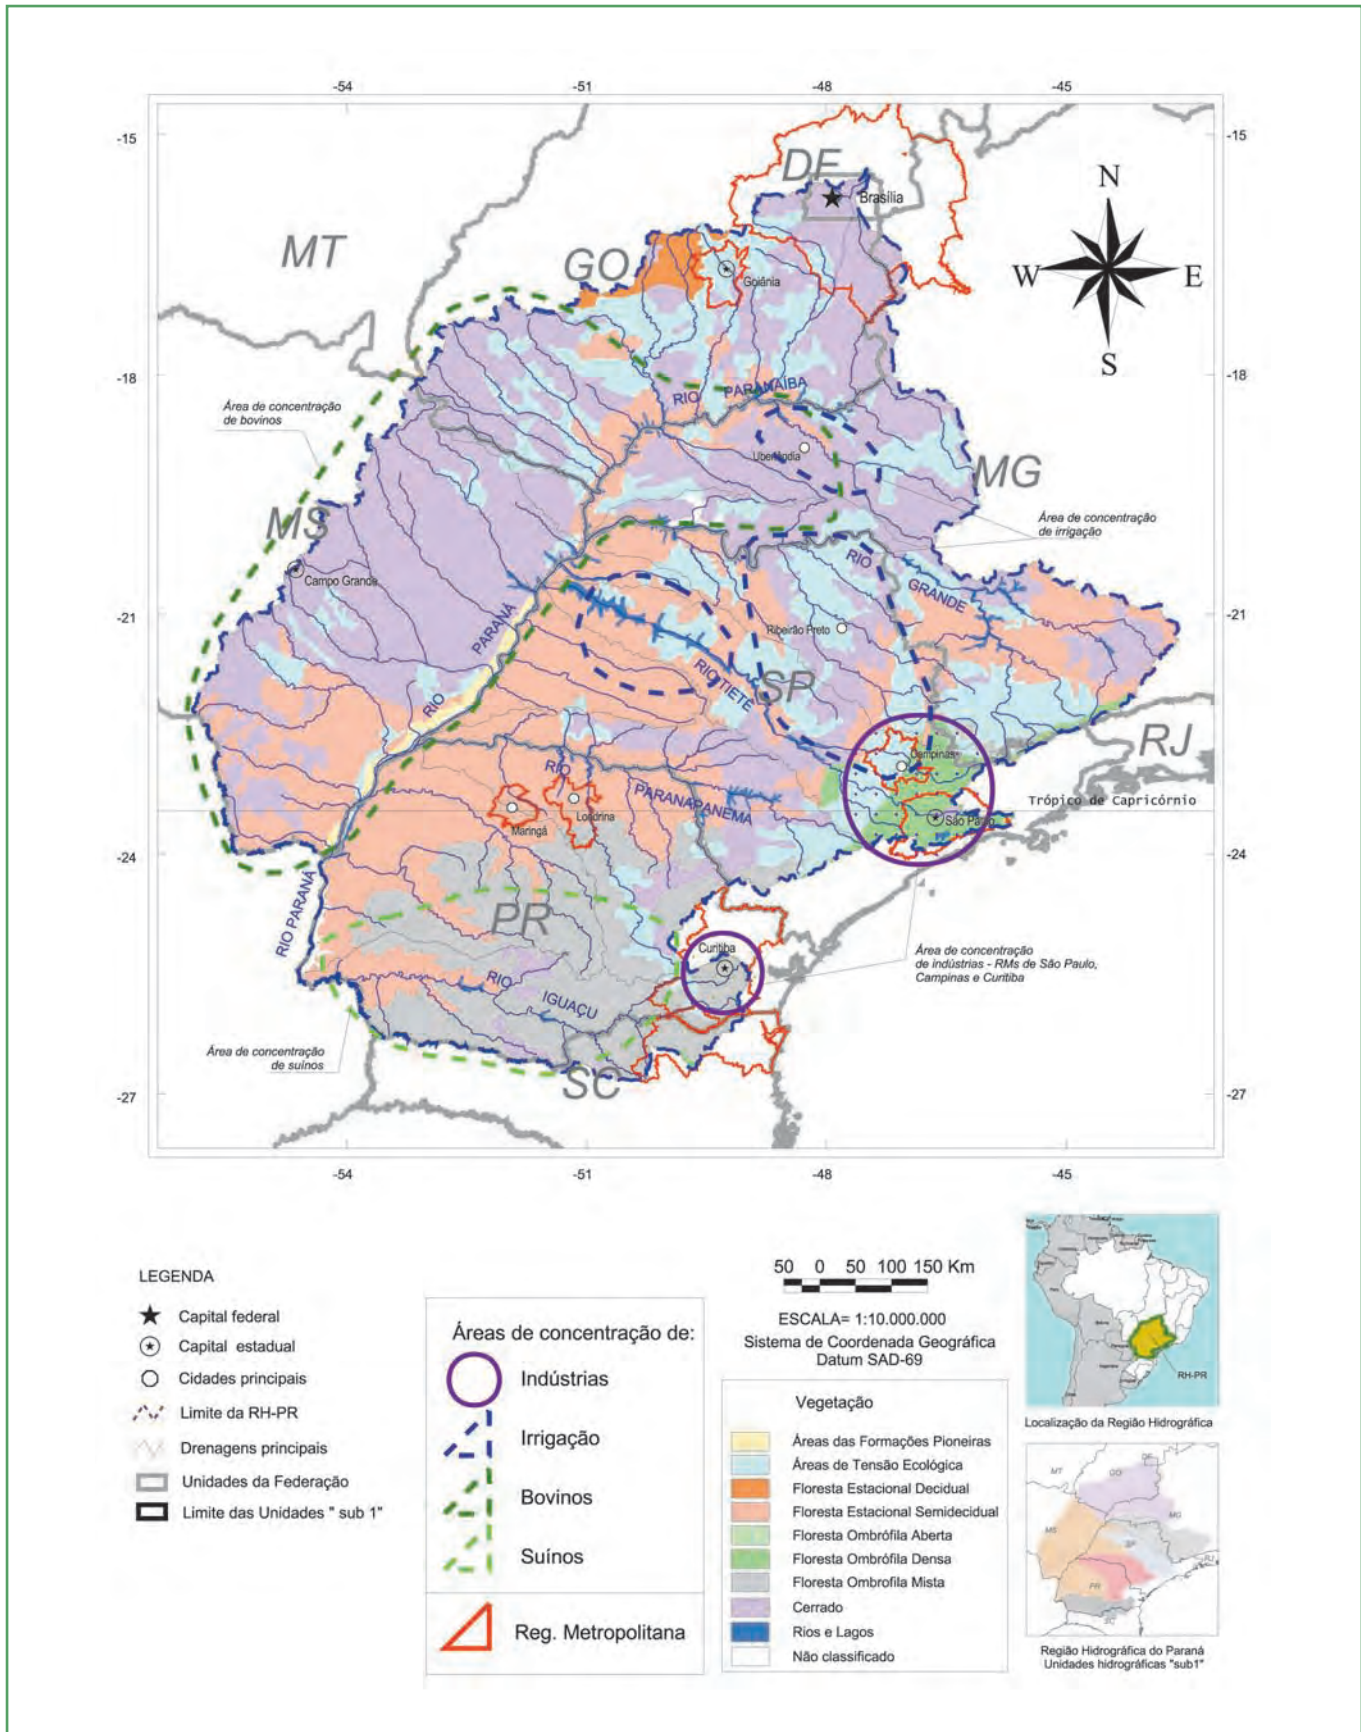 -54
-51
-48
-45
-15
-15
DF
Brasília
N
MT
GO
W
E
Goiânia
S
-18
-18
RIO PARANAÍBA
Área de concentração
de bovinos
Uberlândia
MG
Área de concentração
de irrigação
MS
RIO GRANDE
Campo Grande
-21
-21
PARANÁ
Ribeirão Preto
RIO TIETÊ
SP
RIO
RJ
Campinas
RIO PARANAPANEMA
Trópico de Capricórnio
Maringá
Londrina
São Paulo
-24
-24
RIO PARANÁ
PR
Curitiba
Área de concentração
de indústrias - RMs de São Paulo,
Campinas e Curitiba
RIO IGUAÇU
Área de concentração
de suínos
SC
-27
-27
-54
-51
-48
-45
LEGENDA
Capital federal
Capital estadual
Cidades principais
Limite da RH-PR
Drenagens principais
Unidades da Federação
Limite das Unidades " sub 1"
Áreas de concentração de:
Indústrias
Irrigação
Bovinos
Suínos
Reg. Metropolitana
50 0 50 100 150 Km
ESCALA= 1:10.000.000
Sistema de Coordenada Geográfica
Datum SAD-69
Vegetação
Áreas das Formações Pioneiras
Áreas de Tensão Ecológica
Floresta Estacional Decidual
Floresta Estacional Semidecidual
Floresta Ombrófila Aberta
Floresta Ombrófila Densa
Floresta Ombrofila Mista
Cerrado
Rios e Lagos
Não classificado
RH-PR
Localização da Região Hidrográfica
DF
MT
GO
MG
MS
SP
RJ
PR
SC
Região Hidrográfica do Paraná
Unidades hidrográficas "sub1"